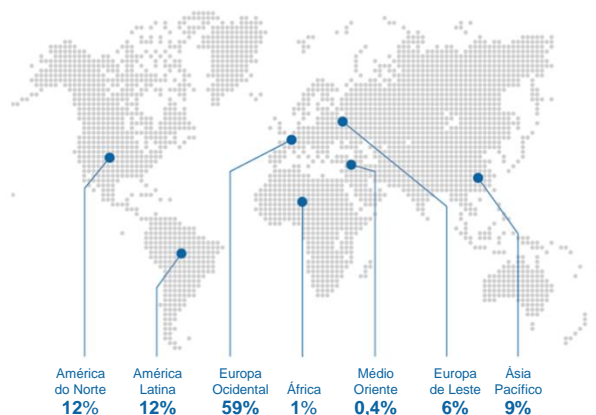 América
do Norte
12%
América
Latina
12%
Europa
Ocidental
59%
África
1%
Médio
Oriente
0.4%
Europa
de Leste
6%
Ásia
Pacífico
9%